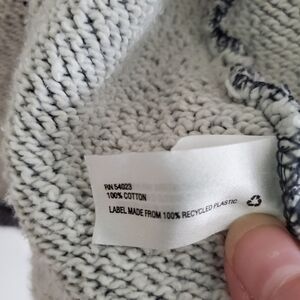 RN 54023
100% COTTON
LABEL MADE FROM 100% RECYCLED PLASTIC